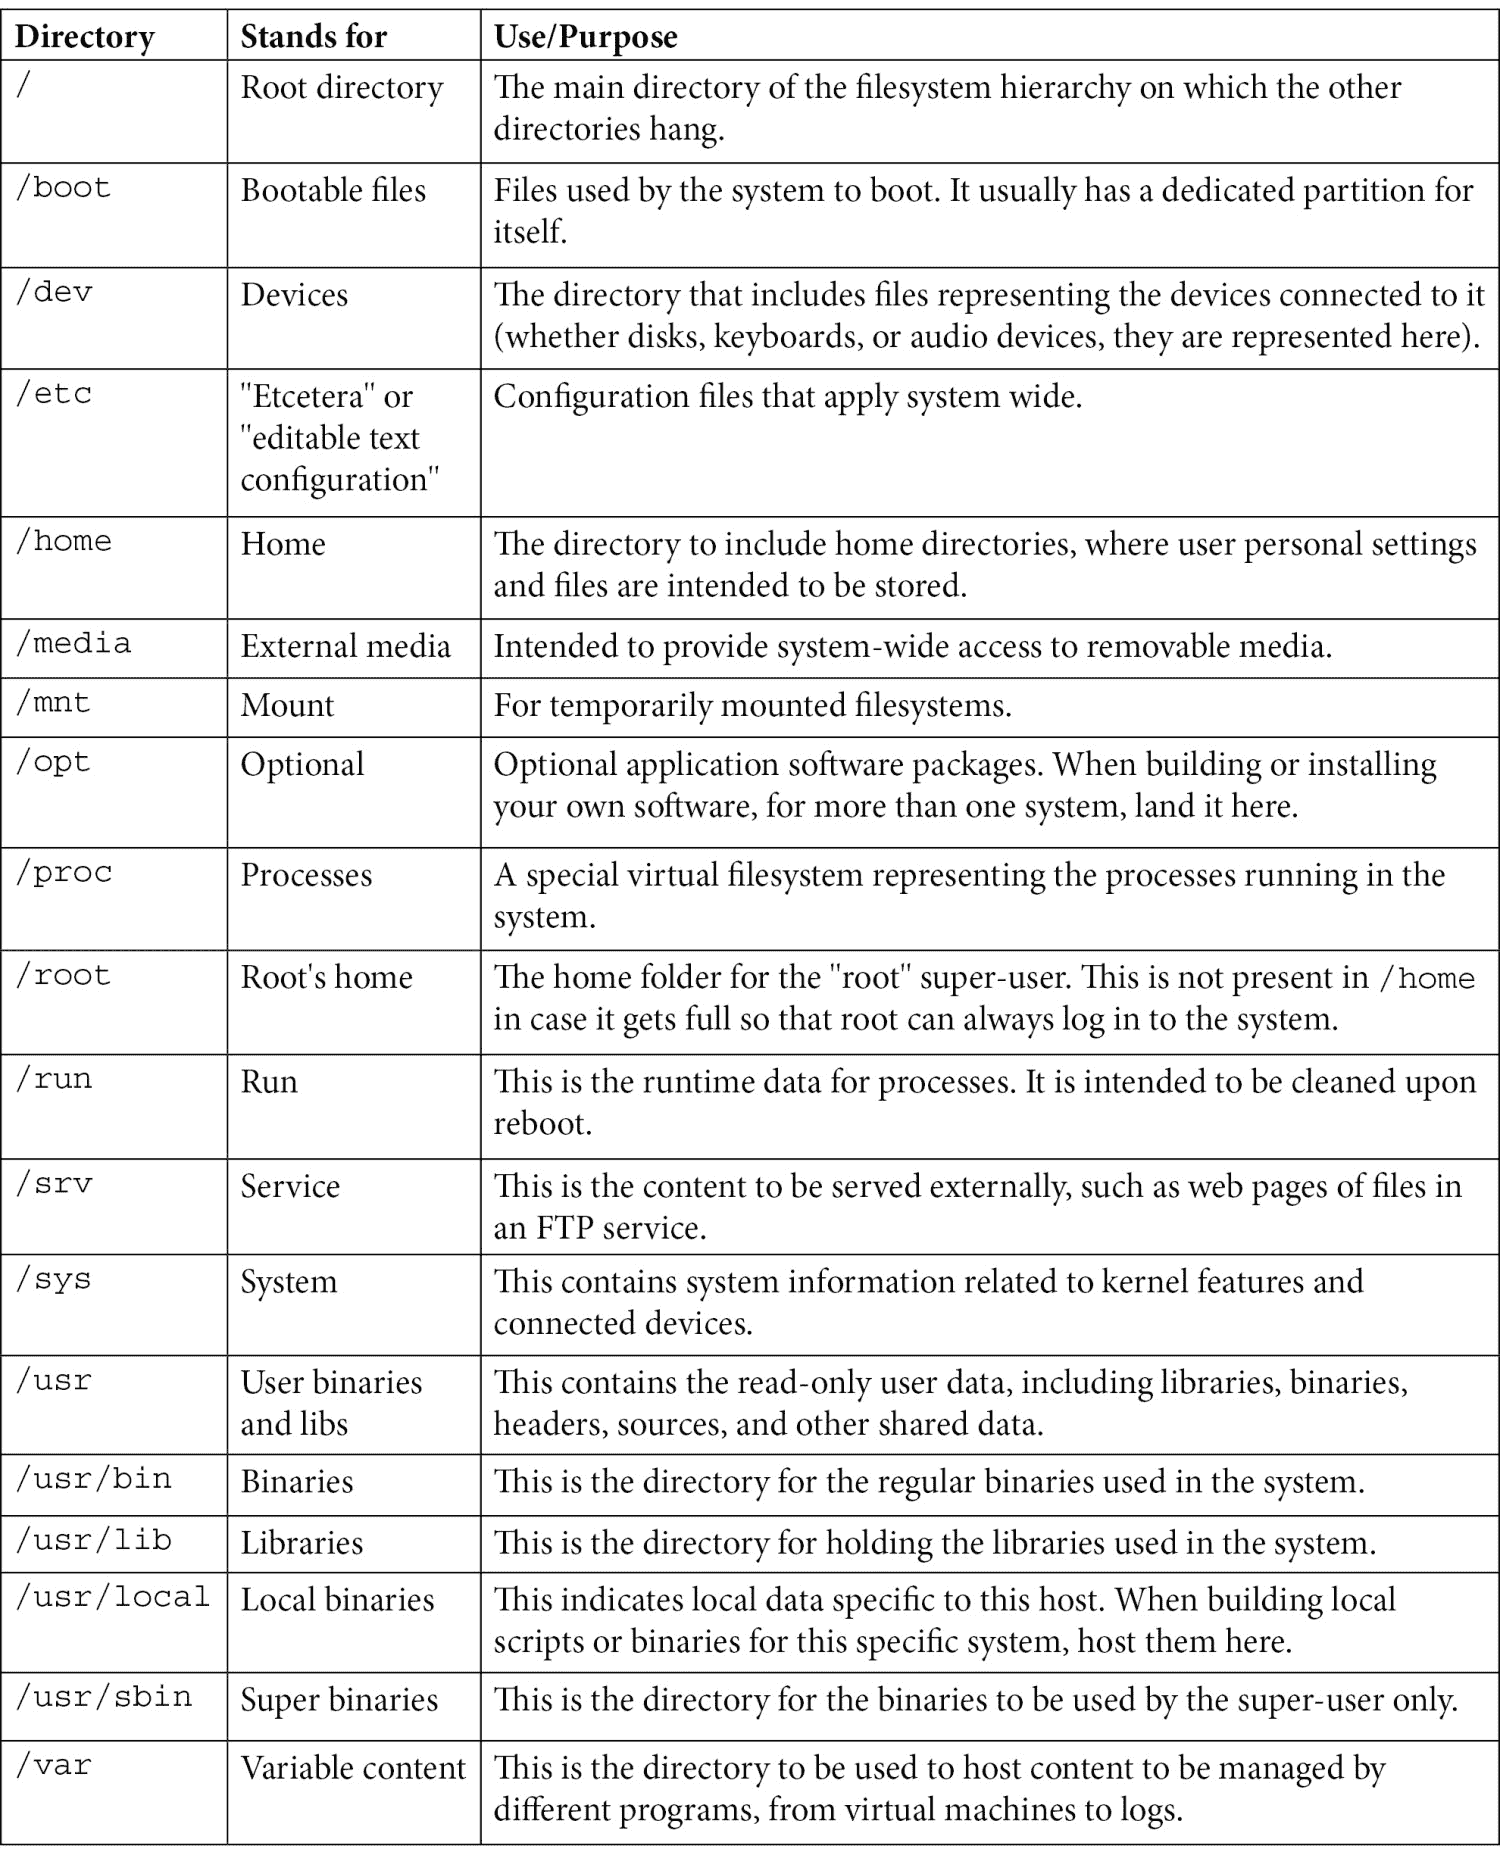 Directory Stands for Use/Purpose
/ Root directory The main directory of the filesystem hierarchy on which the other
directories hang.
/boot Bootable files Files used by the system to boot. It usually has a dedicated partition for
itself.
/dev Devices The directory that includes files representing the devices connected to it
(whether disks, keyboards, or audio devices, they are represented here).
/etc "Etcetera" or Configuration files that apply system wide.
"editable text
configuration"
/home Home The directory to include home directories, where user personal settings
and files are intended to be stored.
/media External media Intended to provide system-wide access to removable media.
/mnt Mount For temporarily mounted filesystems.
/opt Optional Optional application software packages. When building or installing
your own software, for more than one system, land it here.
/proc Processes A special virtual filesystem representing the processes running in the
system.
/root Root's home The home folder for the "root" super-user. This is not present in /home
in case it gets full so that root can always log in to the system.
/run Run This is the runtime data for processes. It is intended to be cleaned upon
reboot.
/srv Service This is the content to be served externally, such as web pages of files in
an FTP service.
/sys System This contains system information related to kernel features and
connected devices.
/usr User binaries This contains the read-only user data, including libraries, binaries,
and libs headers, sources, and other shared data.
/usr/bin Binaries This is the directory for the regular binaries used in the system.
/usr/lib Libraries This is the directory for holding the libraries used in the system.
/usr/local Local binaries This indicates local data specific to this host. When building local
scripts or binaries for this specific system, host them here.
/usr/sbin Super binaries This is the directory for the binaries to be used by the super-user only.
/var Variable content This is the directory to be used to host content to be managed by
different programs, from virtual machines to logs.